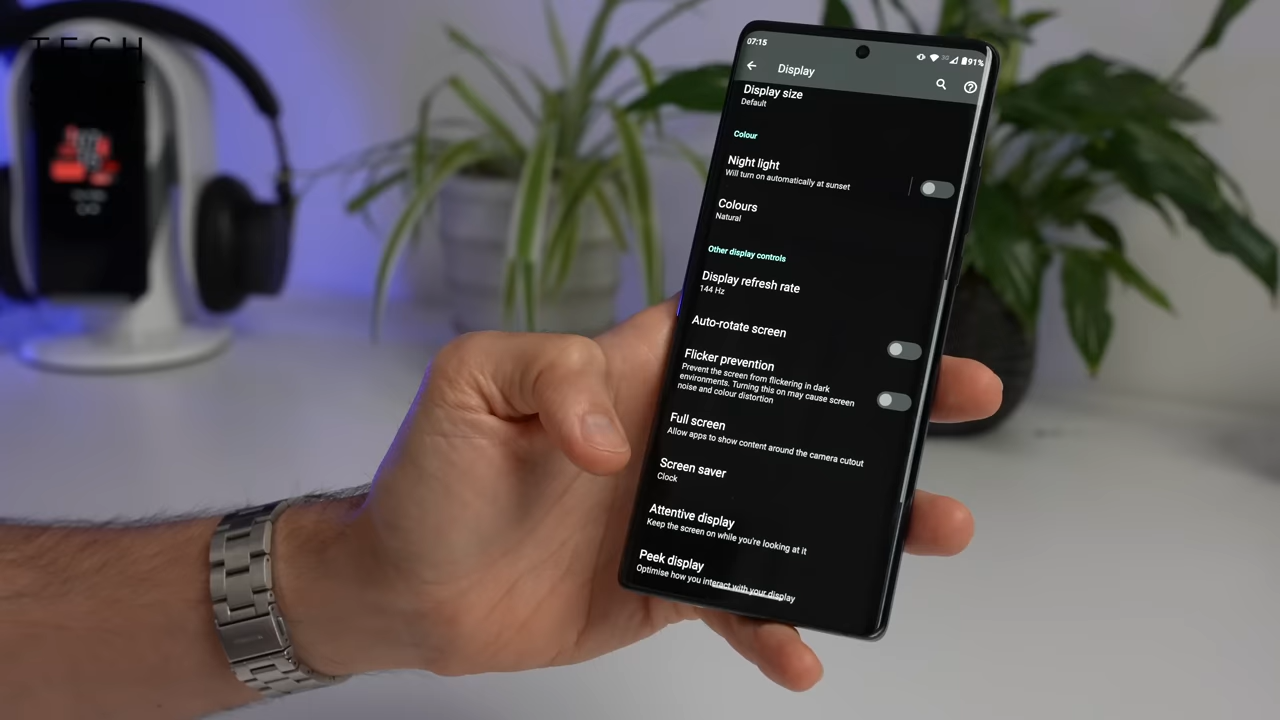 TECH
07:15
3G
91%
Display
Display size
Default
Colour
Night light
Will turn on automatically at sunset
Colours
Natural
Other display controls
Display refresh rate
144 Hz
Auto-rotate screen
Flicker prevention
Prevent the screen from flickering in dark
environments. Turning this on may cause screen
noise and colour distortion
Full screen
Allow apps to show content around the camera cutout
Screen saver
Clock
Attentive display
Keep the screen on while you're looking at it
Peek display
Optimise how you interact with your display